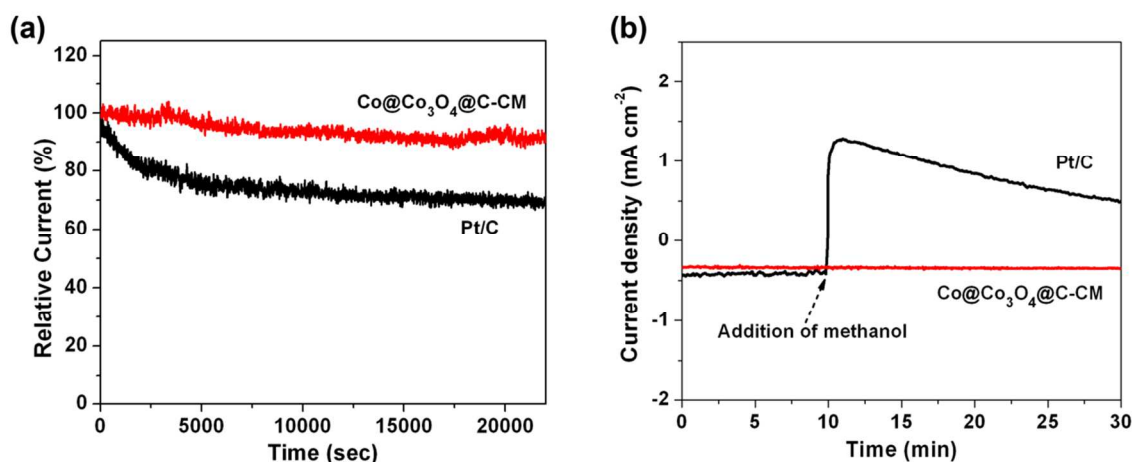 (a)
120
100
80
60
40
20
0
Relative Current (%)
Co@Co₃O₄@C-CM
Pt/C
0 5000 10000 15000 20000
Time (sec)
(b)
2
1
0
-1
-2
Current density (mA cm⁻²)
Pt/C
Co@Co₃O₄@C-CM
Addition of methanol
0 5 10 15 20 25 30
Time (min)